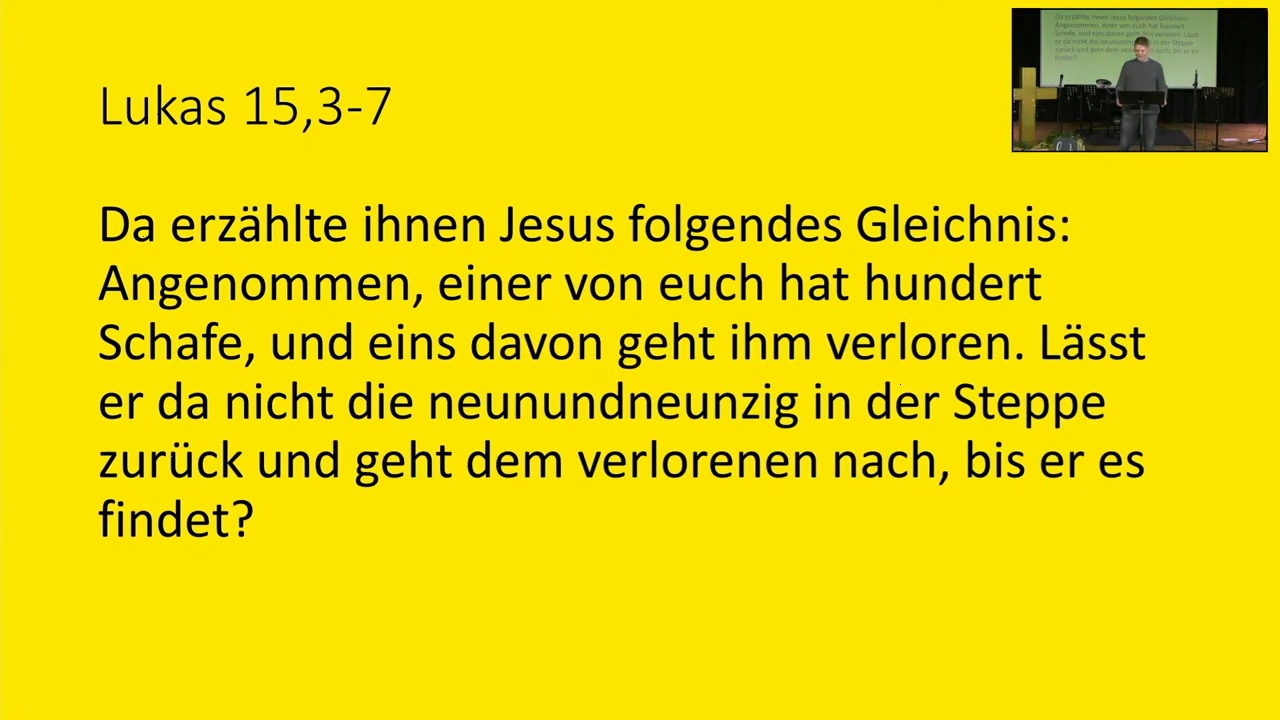 Lukas 15,3-7
Da erzählte ihnen Jesus folgendes Gleichnis:
Angenommen, einer von euch hat hundert
Schafe, und eins davon geht ihm verloren. Lässt
er da nicht die neunundneunzig in der Steppe
zurück und geht dem verlorenen nach, bis er es
findet?